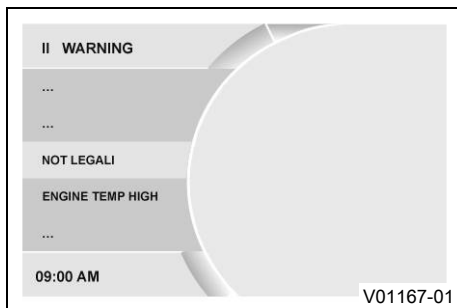 II WARNING
...
...
NOT LEGALI
ENGINE TEMP HIGH
...
09:00 AM
V01167-01